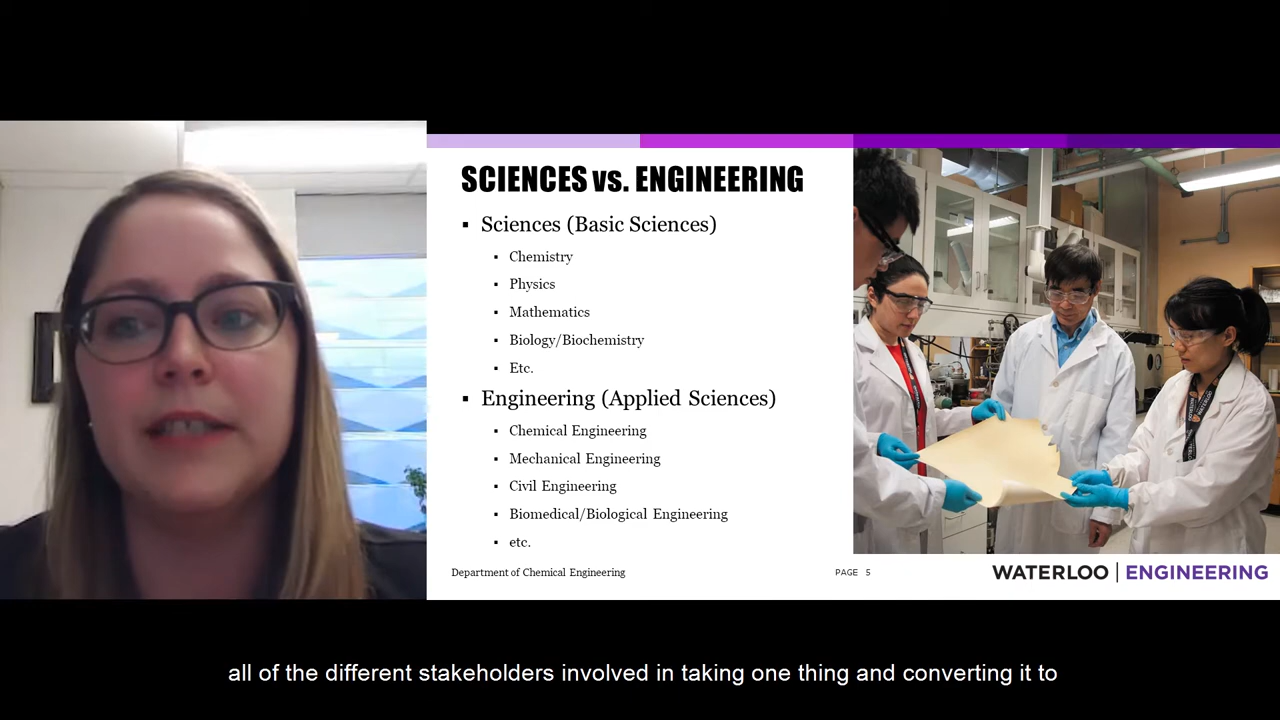 SCIENCES vs. ENGINEERING
▪ Sciences (Basic Sciences)
▪ Chemistry
▪ Physics
▪ Mathematics
▪ Biology/Biochemistry
▪ Etc.
▪ Engineering (Applied Sciences)
▪ Chemical Engineering
▪ Mechanical Engineering
▪ Civil Engineering
▪ Biomedical/Biological Engineering
▪ etc.
Department of Chemical Engineering
PAGE 5
WATERLOO | ENGINEERING
all of the different stakeholders involved in taking one thing and converting it to